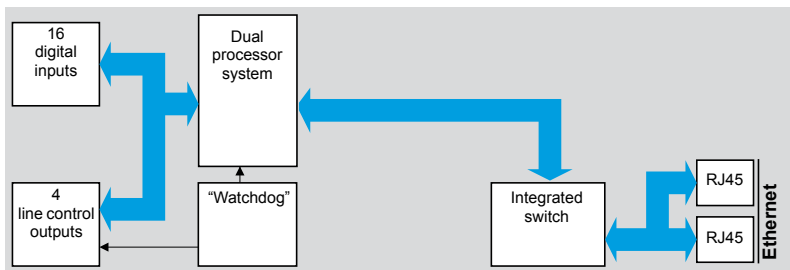 16
digital
inputs
Dual
processor
system
4
line control
outputs
“Watchdog”
Integrated
switch
RJ45
RJ45
Ethernet